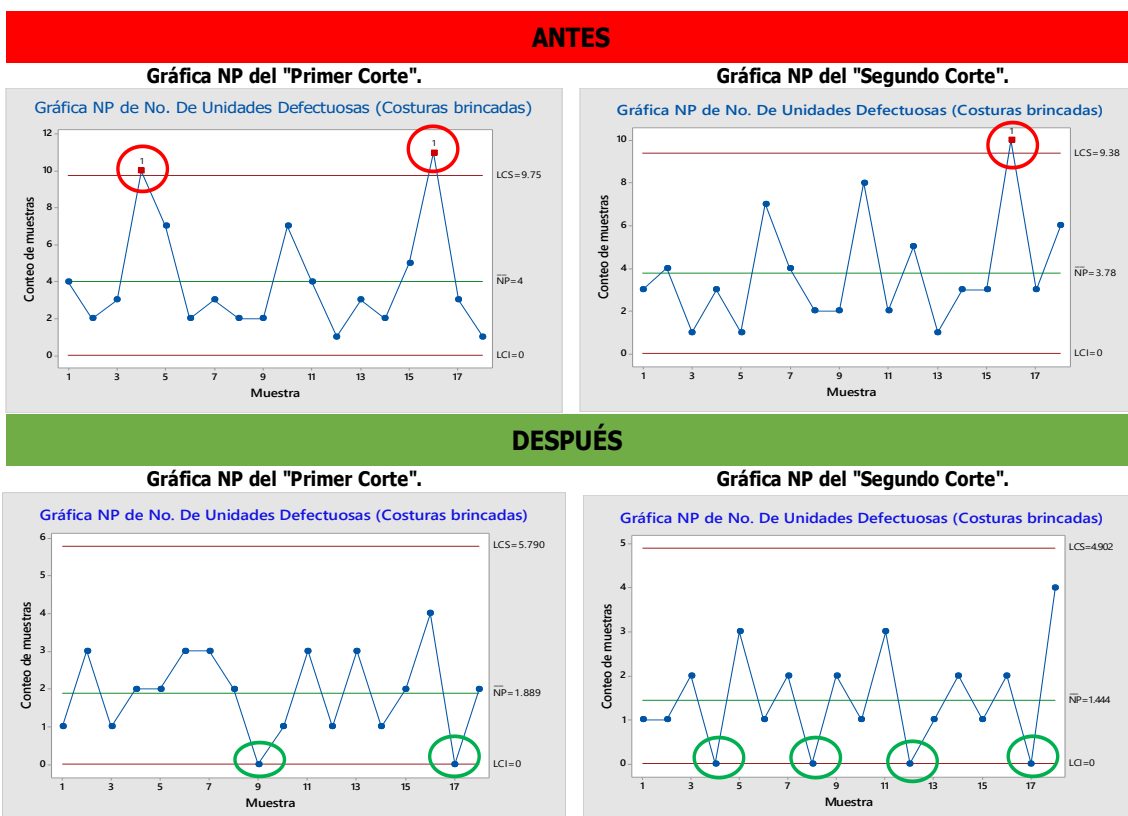 ANTES
Gráfica NP del "Primer Corte".
Gráfica NP de No. De Unidades Defectuosas (Costuras brincadas)
12
10
8
6
4
2
0
Conteo de muestras
1
1
LCS=9.75
NP=4
LCI=0
1 3 5 7 9 11 13 15 17
Muestra
Gráfica NP del "Segundo Corte".
Gráfica NP de No. De Unidades Defectuosas (Costuras brincadas)
10
8
6
4
2
0
Conteo de muestras
1
LCS=9.38
NP=3.78
LCI=0
1 3 5 7 9 11 13 15 17
Muestra
DESPUÉS
Gráfica NP del "Primer Corte".
Gráfica NP de No. De Unidades Defectuosas (Costuras brincadas)
6
5
4
3
2
1
0
Conteo de muestras
LCS=5.790
NP=1.889
LCI=0
1 3 5 7 9 11 13 15 17
Muestra
Gráfica NP del "Segundo Corte".
Gráfica NP de No. De Unidades Defectuosas (Costuras brincadas)
5
4
3
2
1
0
Conteo de muestras
LCS=4.902
NP=1.444
LCI=0
1 3 5 7 9 11 13 15 17
Muestra